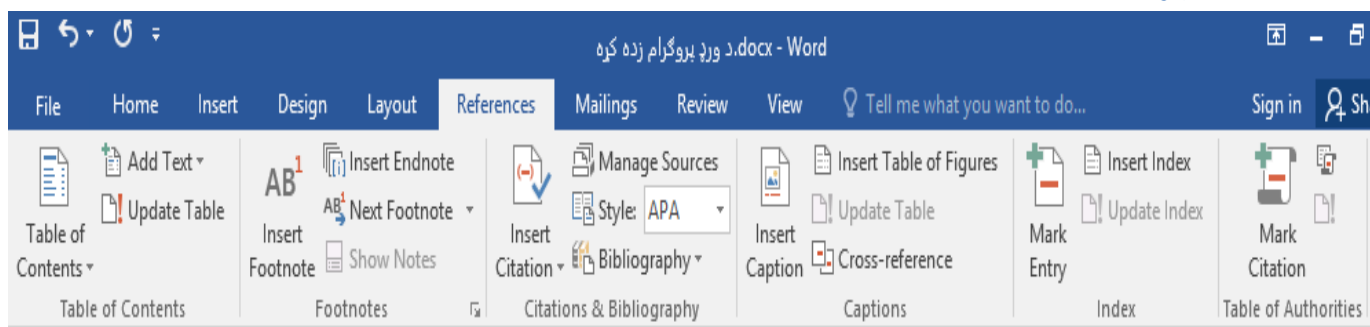 د ورډ پروګرام زده کړه.docx - Word
File Home Insert Design Layout References Mailings Review View Tell me what you want to do... Sign in Sh
Table of Contents
Add Text
Update Table
Table of Contents
AB1 Insert Footnote
Insert Endnote
Next Footnote
Show Notes
Footnotes
Insert Citation
Manage Sources
Style: APA
Bibliography
Citations & Bibliography
Insert Caption
Insert Table of Figures
Update Table
Cross-reference
Captions
Mark Entry
Insert Index
Update Index
Index
Mark Citation
Table of Authorities